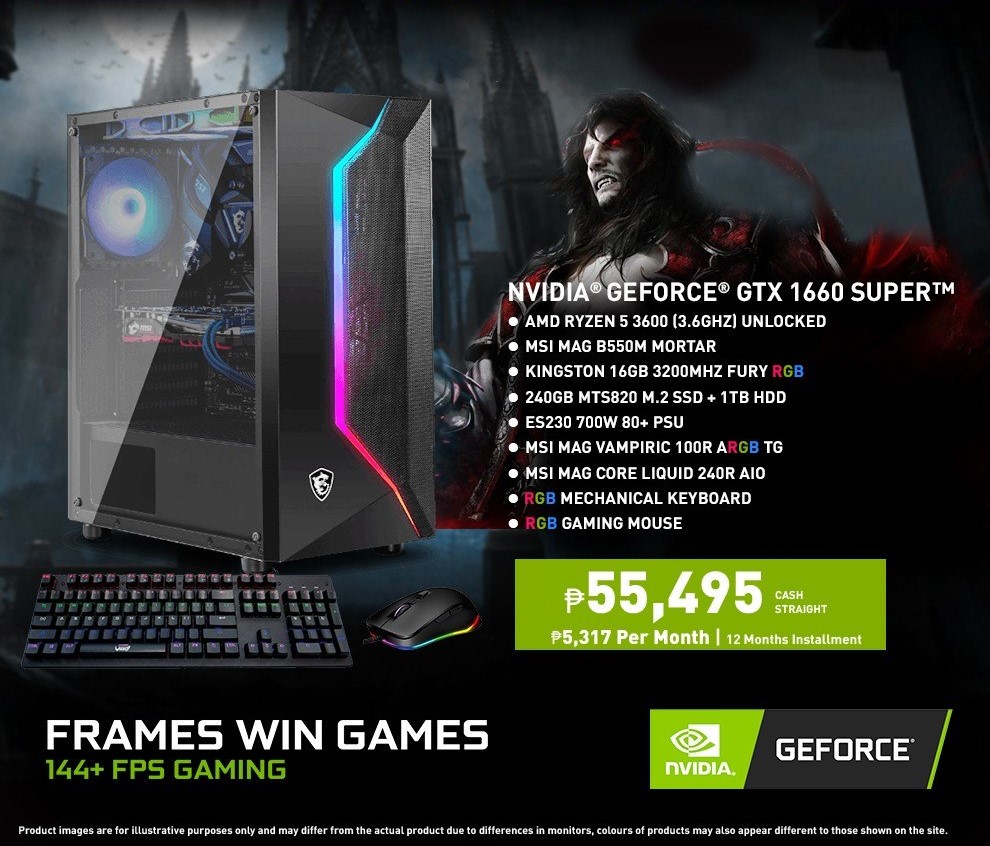 NVIDIA® GEFORCE® GTX 1660 SUPER™
AMD RYZEN 5 3600 (3.6GHZ) UNLOCKED
MSI MAG B550M MORTAR
KINGSTON 16GB 3200MHZ FURY RGB
240GB MTS820 M.2 SSD + 1TB HDD
ES230 700W 80+ PSU
MSI MAG VAMPIRIC 100R ARGB TG
MSI MAG CORE LIQUID 240R AIO
RGB MECHANICAL KEYBOARD
RGB GAMING MOUSE
₱55,495 CASH STRAIGHT
₱5,317 Per Month | 12 Months Installment
FRAMES WIN GAMES
144+ FPS GAMING
NVIDIA. GEFORCE®
Product images are for illustrative purposes only and may differ from the actual product due to differences in monitors, colours of products may also appear different to those shown on the site.